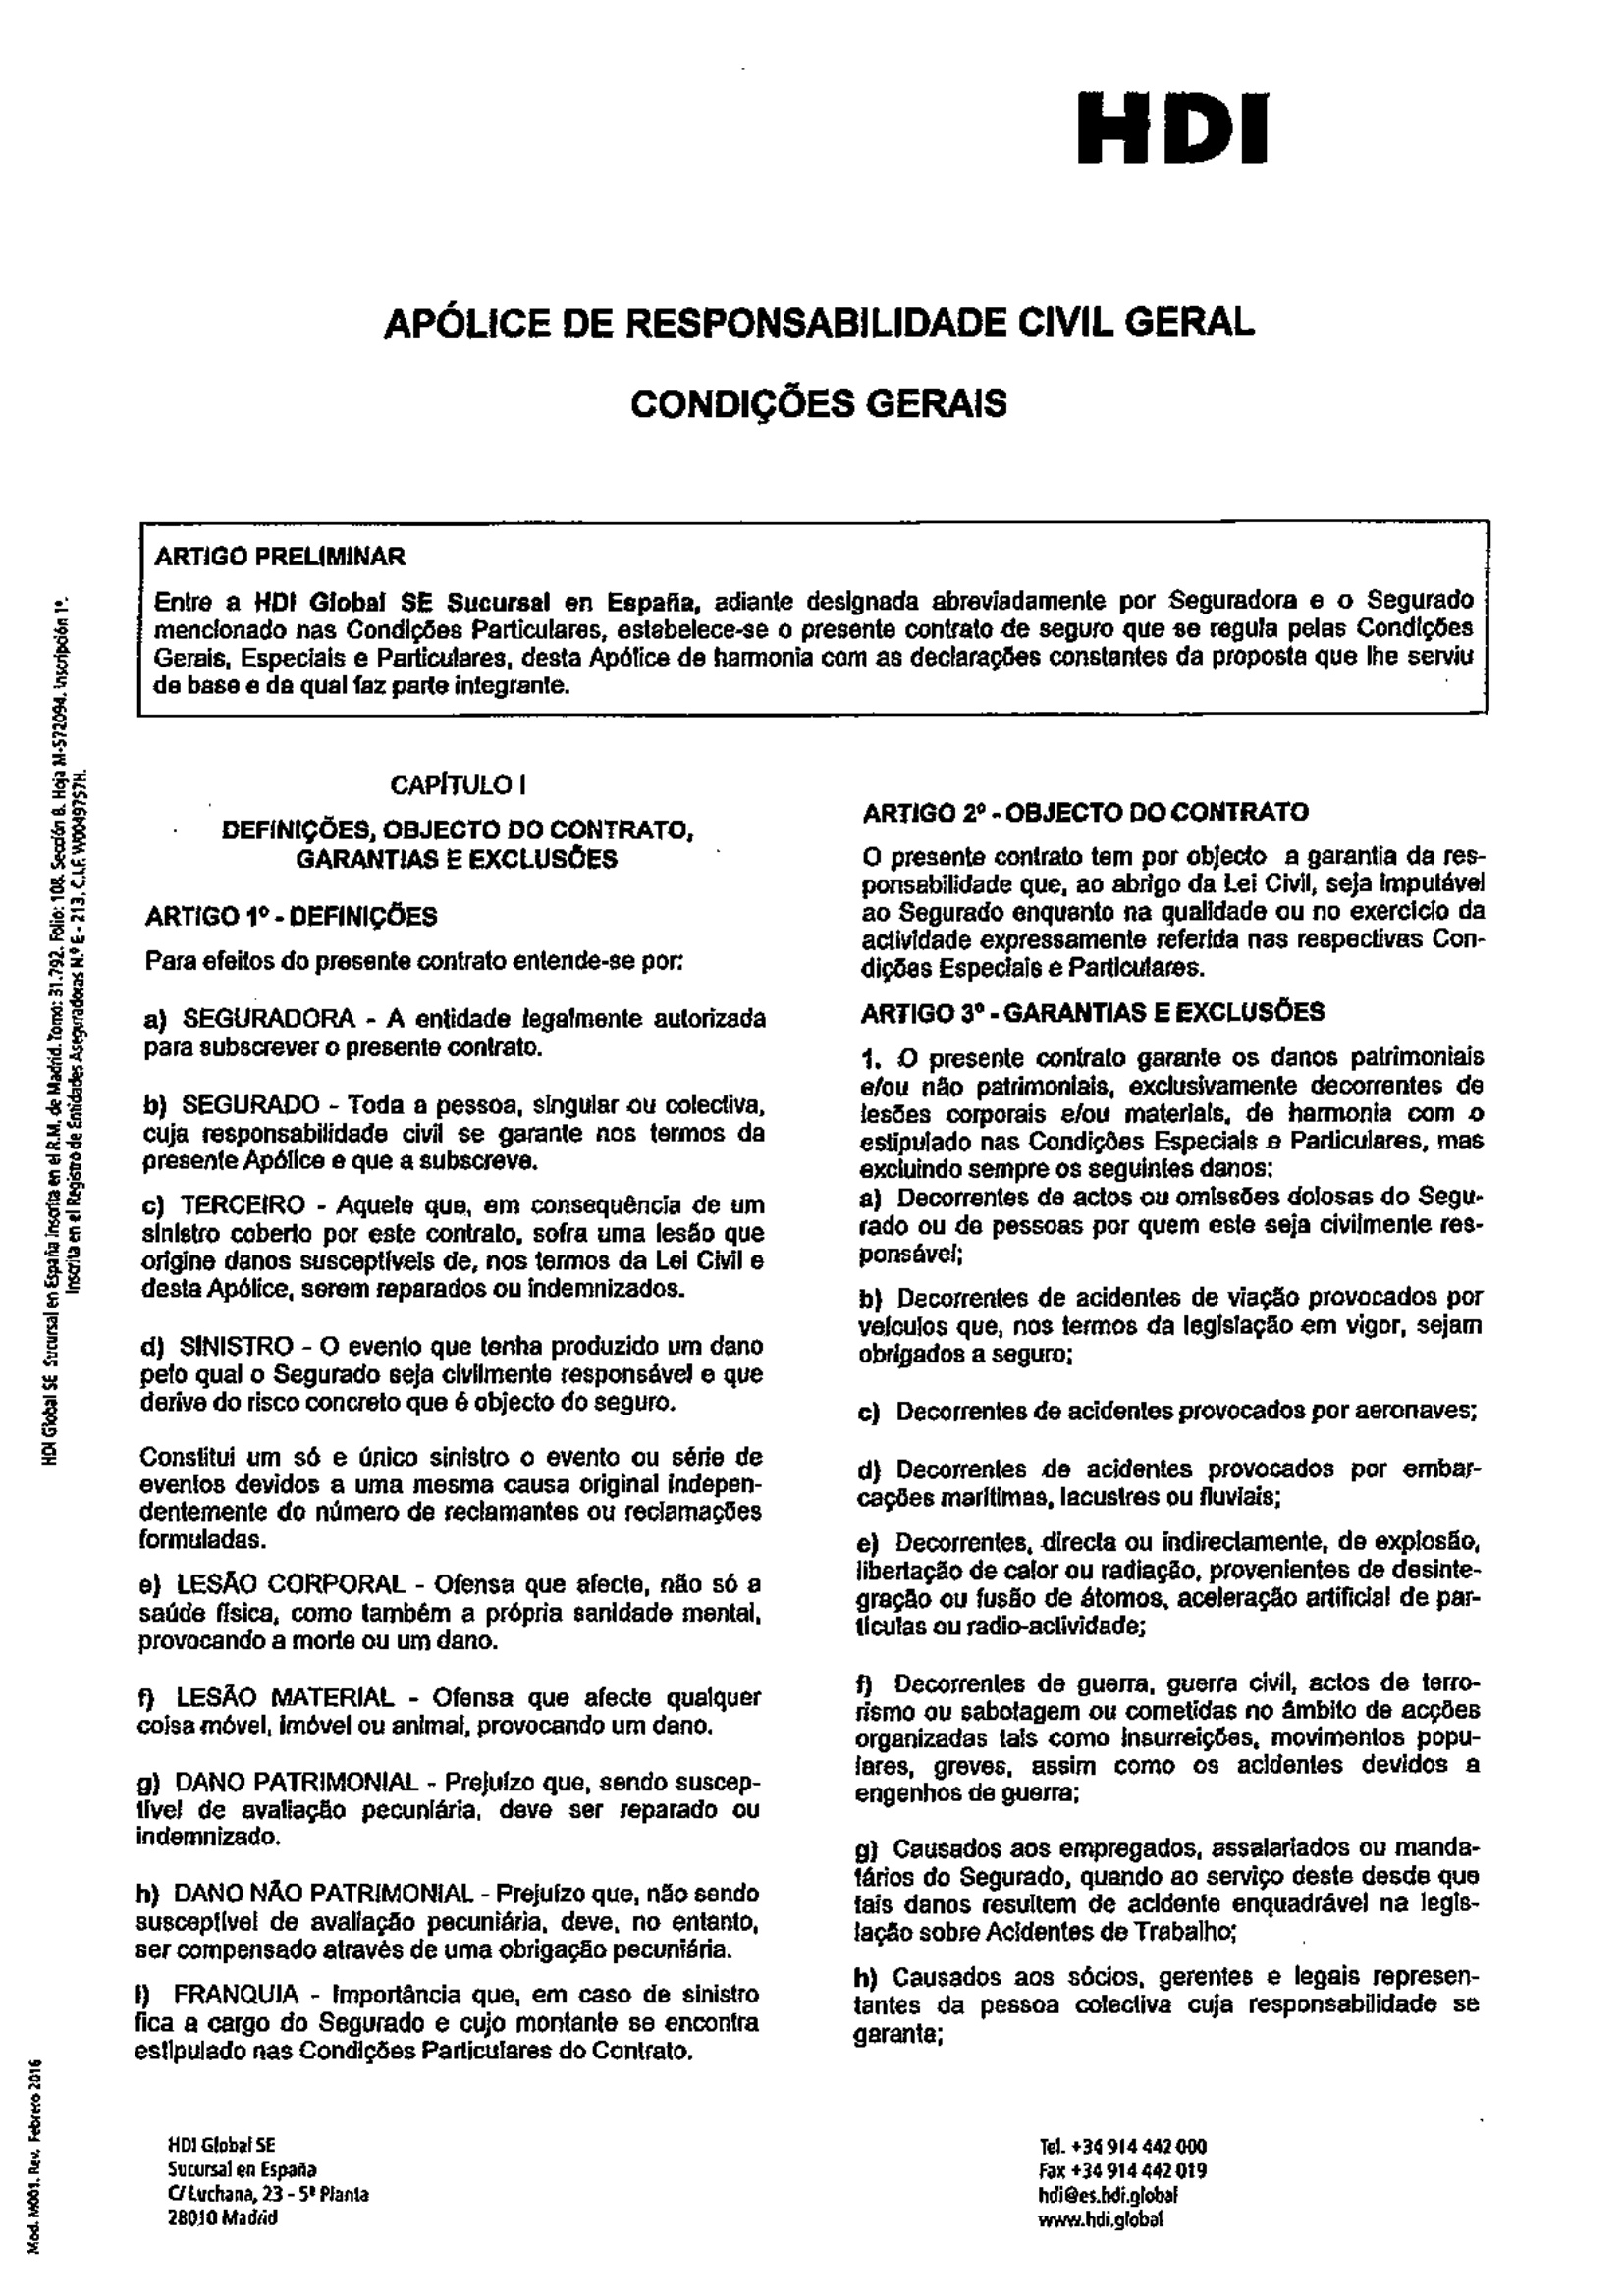 HDI
APÓLICE DE RESPONSABILIDADE CIVIL GERAL
CONDIÇÕES GERAIS
ARTIGO PRELIMINAR
Entre a HDI Global SE Sucursal en España, adiante designada abreviadamente por Seguradora e o Segurado
mencionado nas Condições Particulares, estabelece-se o presente contrato de seguro que se regula pelas Condições
Gerais, Especiais e Particulares, desta Apólice de harmonia com as declarações constantes da proposta que lhe serviu
de base e da qual faz parte integrante.
CAPÍTULO I
DEFINIÇÕES, OBJECTO DO CONTRATO,
GARANTIAS E EXCLUSÕES
ARTIGO 1º - DEFINIÇÕES
Para efeitos do presente contrato entende-se por:
a) SEGURADORA - A entidade legalmente autorizada
para subscrever o presente contrato.
b) SEGURADO - Toda a pessoa, singular ou colectiva,
cuja responsabilidade civil se garante nos termos da
presente Apólice e que a subscreve.
c) TERCEIRO - Aquele que, em consequência de um
sinistro coberto por este contrato, sofra uma lesão que
origine danos susceptíveis de, nos termos da Lei Civil e
desta Apólice, serem reparados ou indemnizados.
d) SINISTRO - O evento que tenha produzido um dano
pelo qual o Segurado seja civilmente responsável e que
derive do risco concreto que é objecto do seguro.
Constitui um só e único sinistro o evento ou série de
eventos devidos a uma mesma causa original indepen-
dentemente do número de reclamantes ou reclamações
formuladas.
e) LESÃO CORPORAL - Ofensa que afecte, não só a
saúde física, como também a própria sanidade mental,
provocando a morte ou um dano.
f) LESÃO MATERIAL - Ofensa que afecte qualquer
coisa móvel, imóvel ou animal, provocando um dano.
g) DANO PATRIMONIAL - Prejuízo que, sendo suscep-
tível de avaliação pecuniária, deve ser reparado ou
indemnizado.
h) DANO NÃO PATRIMONIAL - Prejuízo que, não sendo
susceptível de avaliação pecuniária, deve, no entanto,
ser compensado através de uma obrigação pecuniária.
i) FRANQUIA - Importância que, em caso de sinistro
fica a cargo do Segurado e cujo montante se encontra
estipulado nas Condições Particulares do Contrato.
ARTIGO 2º - OBJECTO DO CONTRATO
O presente contrato tem por objecto a garantia da res-
ponsabilidade que, ao abrigo da Lei Civil, seja imputável
ao Segurado enquanto na qualidade ou no exercício da
actividade expressamente referida nas respectivas Con-
dições Especiais e Particulares.
ARTIGO 3º - GARANTIAS E EXCLUSÕES
1. O presente contrato garante os danos patrimoniais
e/ou não patrimoniais, exclusivamente decorrentes de
lesões corporais e/ou materiais, de harmonia com o
estipulado nas Condições Especiais e Particulares, mas
excluindo sempre os seguintes danos:
a) Decorrentes de actos ou omissões dolosas do Segu-
rado ou de pessoas por quem este seja civilmente res-
ponsável;
b) Decorrentes de acidentes de viação provocados por
veículos que, nos termos da legislação em vigor, sejam
obrigados a seguro;
c) Decorrentes de acidentes provocados por aeronaves;
d) Decorrentes de acidentes provocados por embar-
cações marítimas, lacustres ou fluviais;
e) Decorrentes, directa ou indirectamente, de explosão,
libertação de calor ou radiação, provenientes de desinte-
gração ou fusão de átomos, aceleração artificial de par-
tículas ou radio-actividade;
f) Decorrentes de guerra, guerra civil, actos de terro-
rismo ou sabotagem ou cometidas no âmbito de acções
organizadas tais como insurreições, movimentos popu-
lares, greves, assim como os acidentes devidos a
engenhos de guerra;
g) Causados aos empregados, assalariados ou manda-
tários do Segurado, quando ao serviço deste desde que
tais danos resultem de acidente enquadrável na legis-
lação sobre Acidentes de Trabalho;
h) Causados aos sócios, gerentes e legais represen-
tantes da pessoa colectiva cuja responsabilidade se
garanta;
HDI Global SE
Sucursal en España
C/ Luchana, 23 - 5ª Planta
28010 Madrid
Tel. +34 914 442 000
Fax +34 914 442 019
hdi@es.hdi.global
www.hdi.global
HDI Global SE Sucursal en España inscrita en el R.M. de Madrid. Tomo: 31.792. Folio: 108. Sección 8. Hoja M-572094. Inscripción 1ª.
Inscrita en el Registro de Entidades Aseguradoras N.º E - 213, C.I.F. W0049757H.
Mod. M001. Rev. Febrero 2016